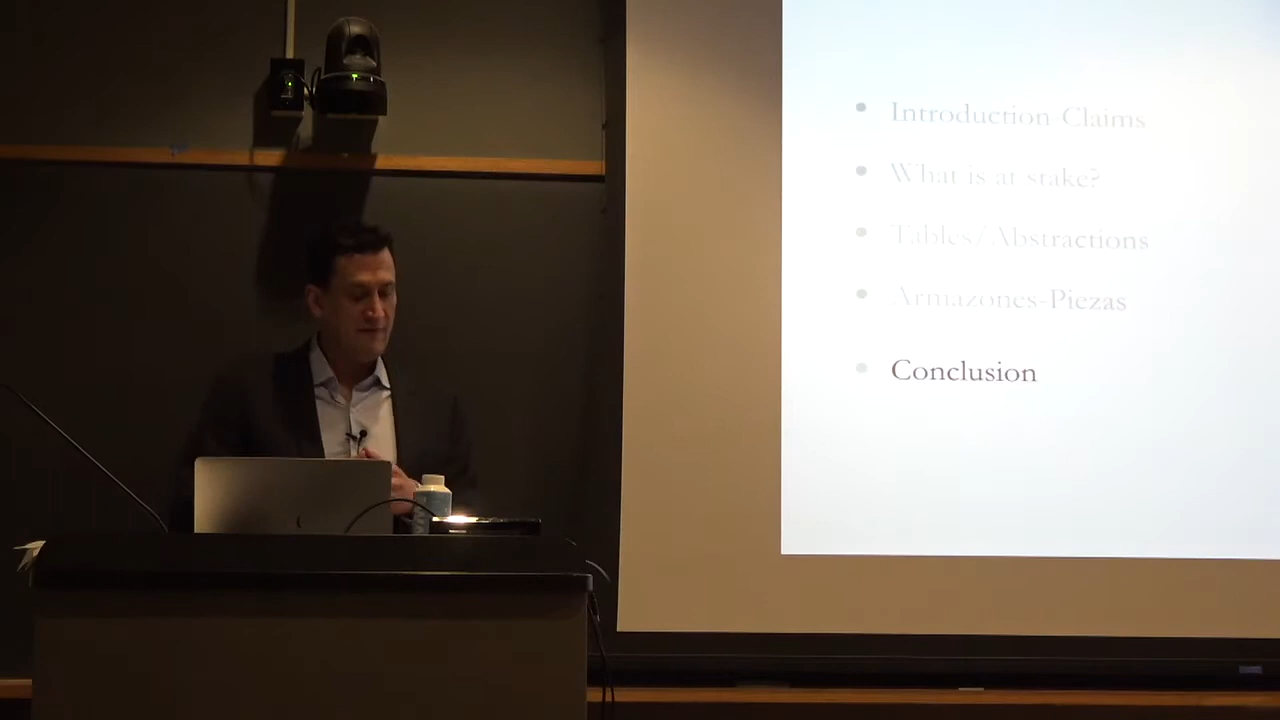 Introduction-Claims
What is at stake?
Tables/Abstractions
Armazones-Piezas
Conclusion